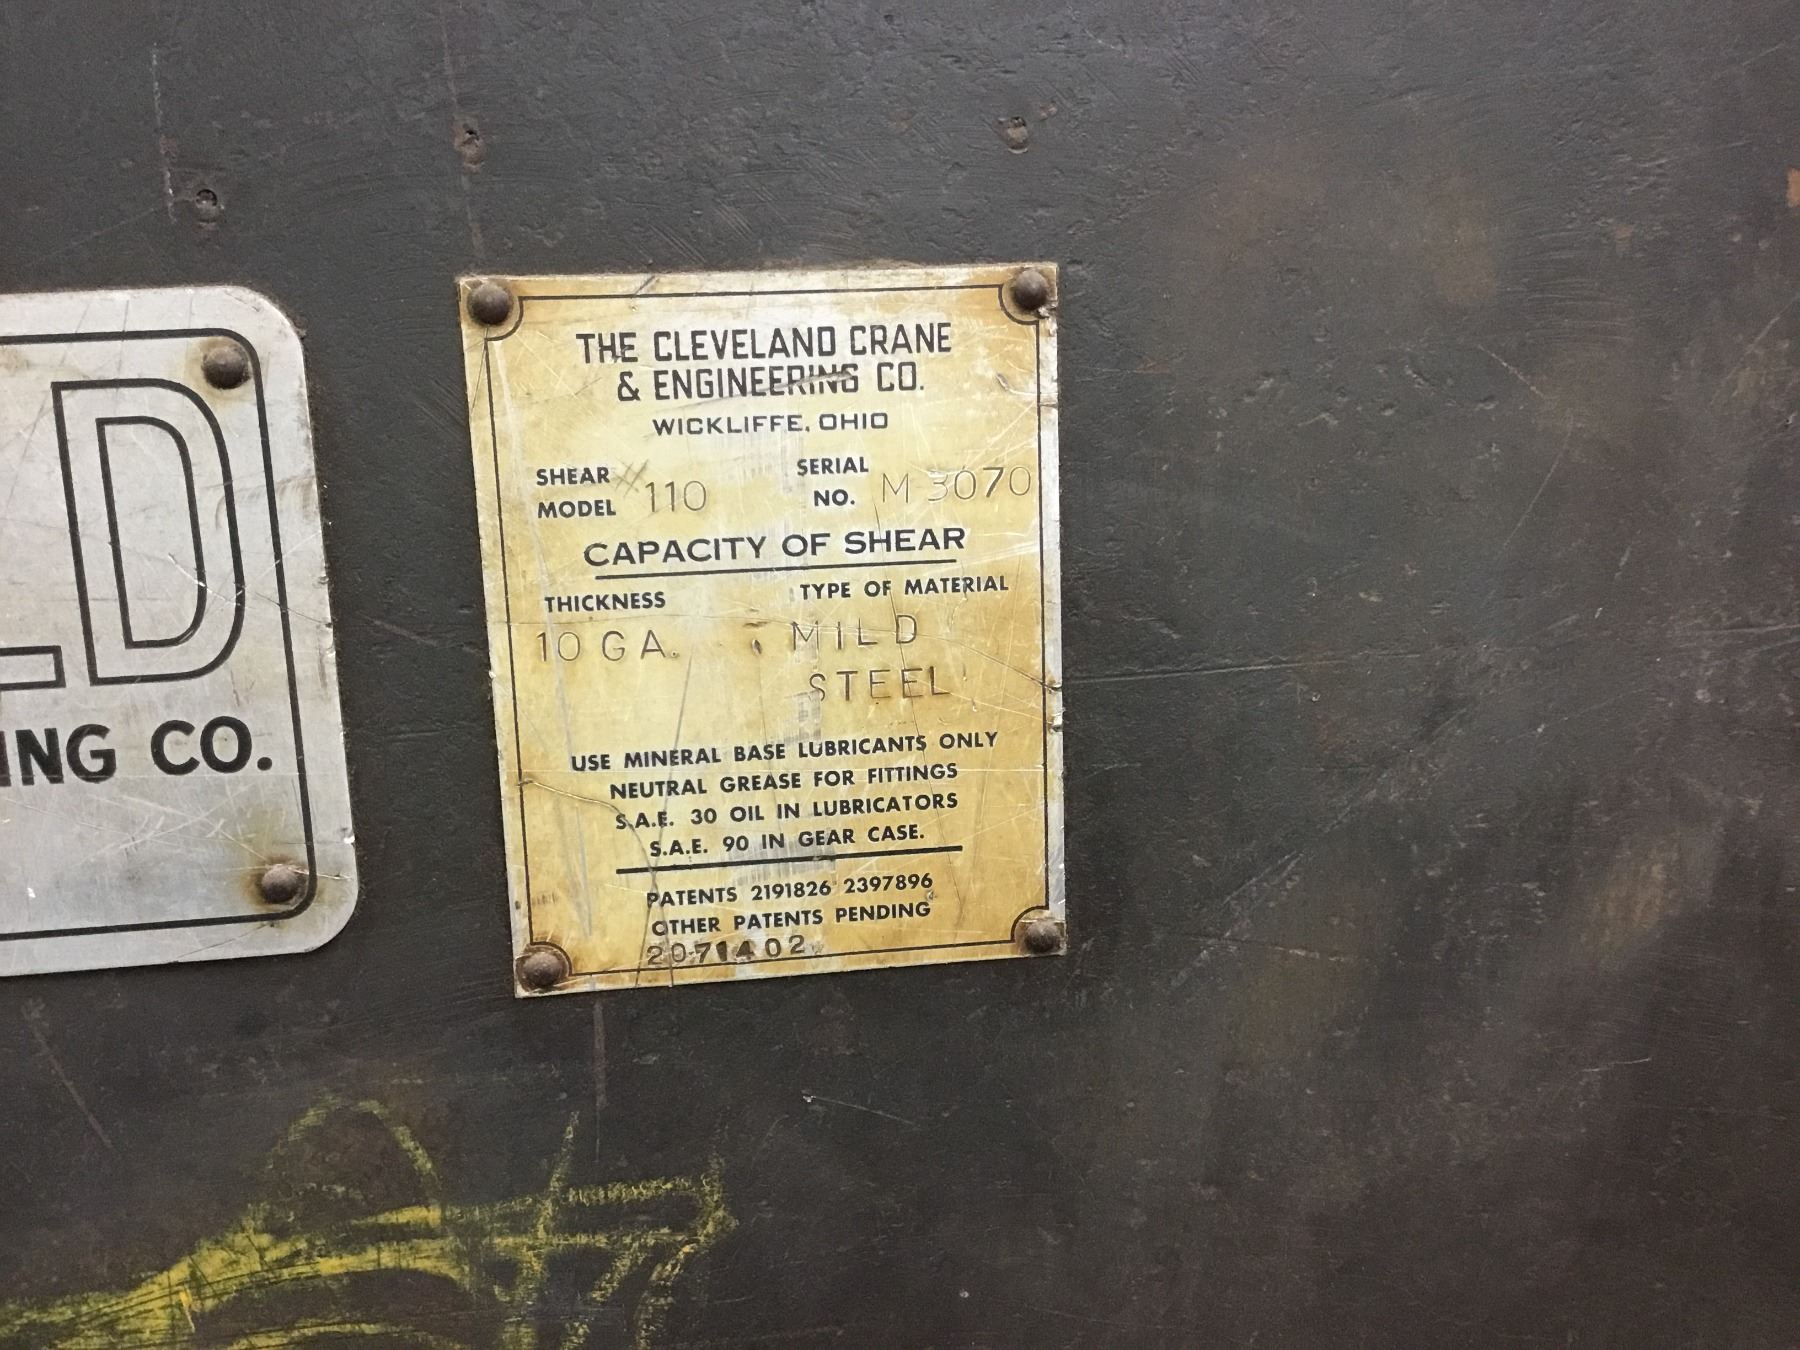 LD
ING CO.
THE CLEVELAND CRANE
& ENGINEERING CO.
WICKLIFFE, OHIO
SHEAR MODEL #110
SERIAL NO. M 3070
CAPACITY OF SHEAR
THICKNESS TYPE OF MATERIAL
10 GA. MILD
STEEL
USE MINERAL BASE LUBRICANTS ONLY
NEUTRAL GREASE FOR FITTINGS
S.A.E. 30 OIL IN LUBRICATORS
S.A.E. 90 IN GEAR CASE.
PATENTS 2191826 2397896
OTHER PATENTS PENDING
2071402